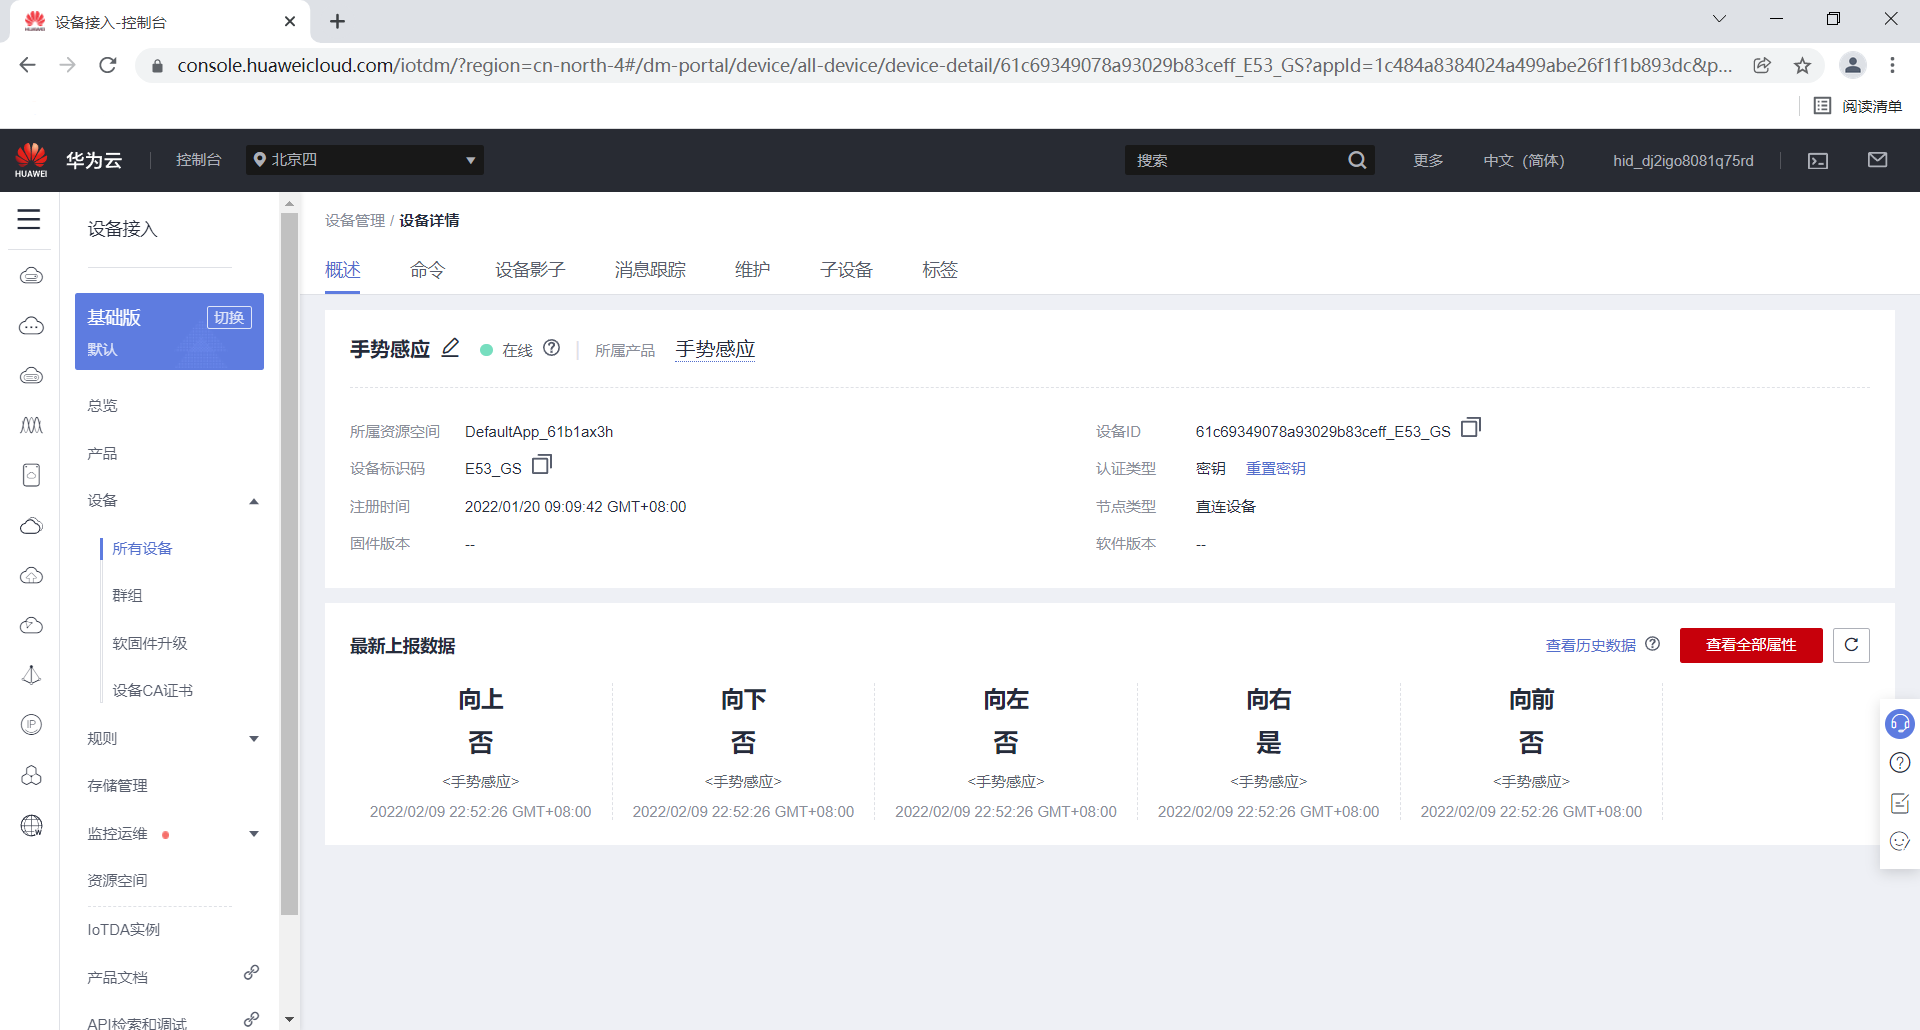 设备接入-控制台
console.huaweicloud.com/iotdm/?region=cn-north-4#/dm-portal/device/all-device/device-detail/61c69349078a93029b83ceff_E53_GS?appId=1c484a8384024a499abe26f1f1b893dc&p...
阅读清单
HUAWEI 华为云 控制台 北京四 搜索 更多 中文（简体） hid_dj2igo8081q75rd
设备接入
基础版 切换
默认
总览
产品
设备
所有设备
群组
软固件升级
设备CA证书
规则
存储管理
监控运维
资源空间
IoTDA实例
产品文档
API检索和调试
设备管理 / 设备详情
概述 命令 设备影子 消息跟踪 维护 子设备 标签
手势感应 在线 所属产品 手势感应
所属资源空间 DefaultApp_61b1ax3h 设备ID 61c69349078a93029b83ceff_E53_GS
设备标识码 E53_GS 认证类型 密钥 重置密钥
注册时间 2022/01/20 09:09:42 GMT+08:00 节点类型 直连设备
固件版本 -- 软件版本 --
最新上报数据 查看历史数据 查看全部属性
向上 向下 向左 向右 向前
否 否 否 是 否
<手势感应> <手势感应> <手势感应> <手势感应> <手势感应>
2022/02/09 22:52:26 GMT+08:00 2022/02/09 22:52:26 GMT+08:00 2022/02/09 22:52:26 GMT+08:00 2022/02/09 22:52:26 GMT+08:00 2022/02/09 22:52:26 GMT+08:00